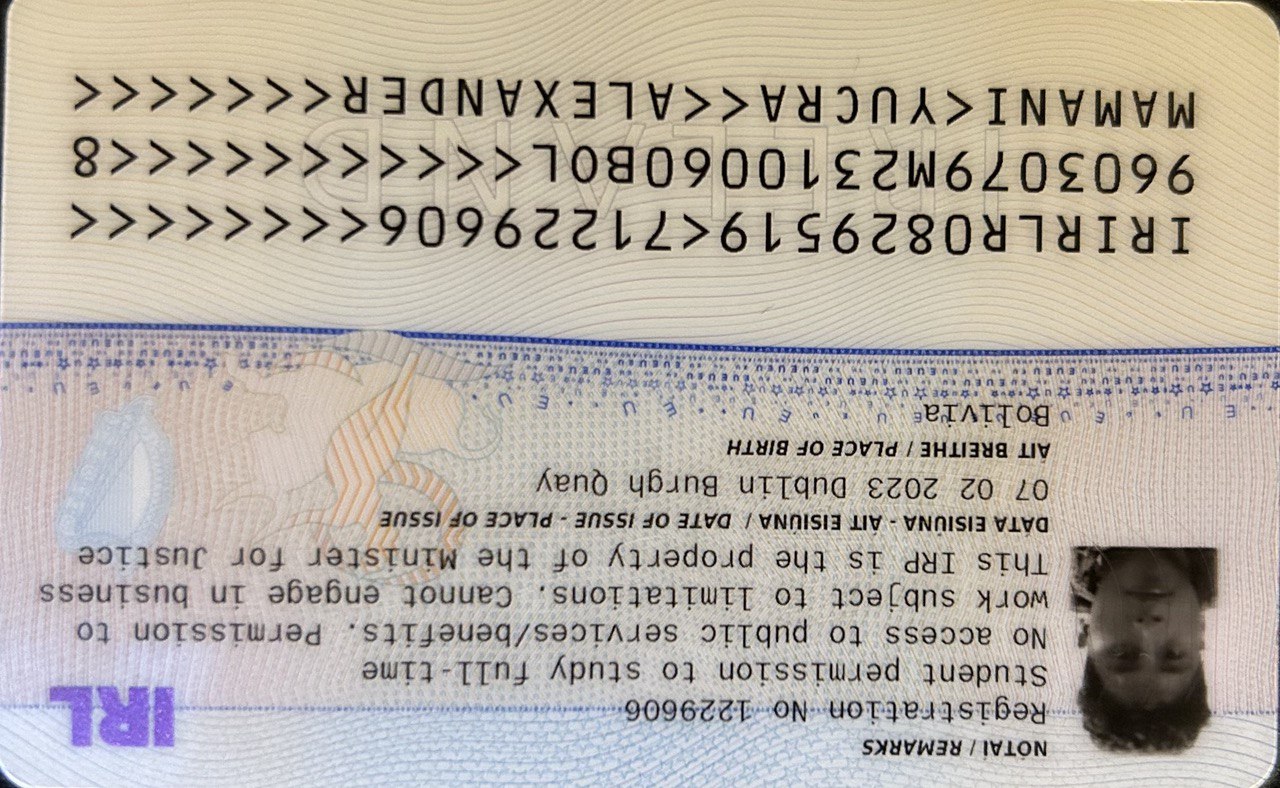 NÓTAÍ / REMARKS
Registration No 1229606
Student permission to study full-time
No access to public services/benefits. Permission to
work subject to limitations. Cannot engage in business
This IRP is the property of the Minister for Justice
DÁTA EISIÚNA - ÁIT EISIÚNA / DATE OF ISSUE - PLACE OF ISSUE
07 02 2023 Dublin Burgh Quay
ÁIT BREITHE / PLACE OF BIRTH
Bolivia
IRL
IRIRLR0829519<71229606<<<<<<<<
9603079M2310060BOL<<<<<<<<<<<8
MAMANI<YUCRA<<ALEXANDER<<<<<<<
IRELAND